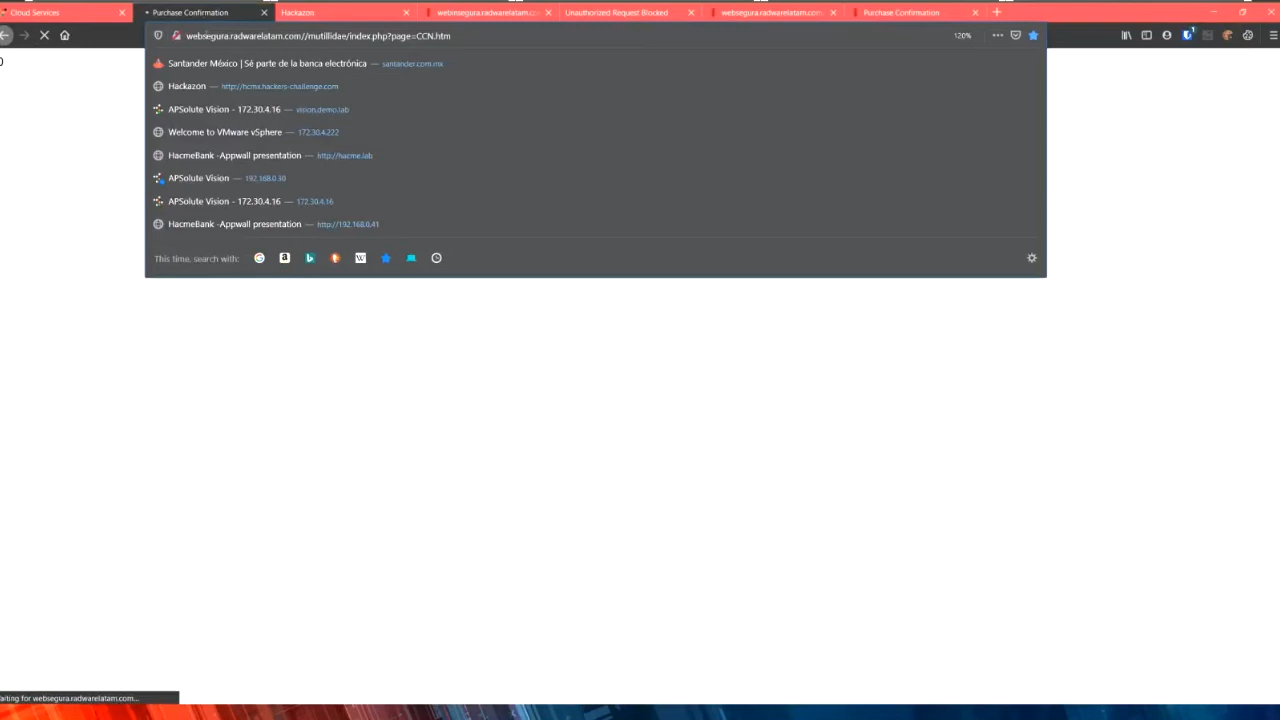 Cloud Services
Purchase Confirmation
Hackazon
webinsegura.radwarelatam.co
Unauthorized Request Blocked
websegura.radwarelatam.com
Purchase Confirmation
websegura.radwarelatam.com//mutillidae/index.php?page=CCN.htm
120%
Santander México | Sé parte de la banca electrónica — santander.com.mx
Hackazon — http://hcmx.hackers-challenge.com
APSolute Vision - 172.30.4.16 — vision.demo.lab
Welcome to VMware vSphere — 172.30.4.222
HacmeBank -Appwall presentation — http://hacme.lab
APSolute Vision — 192.168.0.30
APSolute Vision - 172.30.4.16 — 172.30.4.16
HacmeBank -Appwall presentation — http://192.168.0.41
This time, search with:
aiting for websegura.radwarelatam.com...